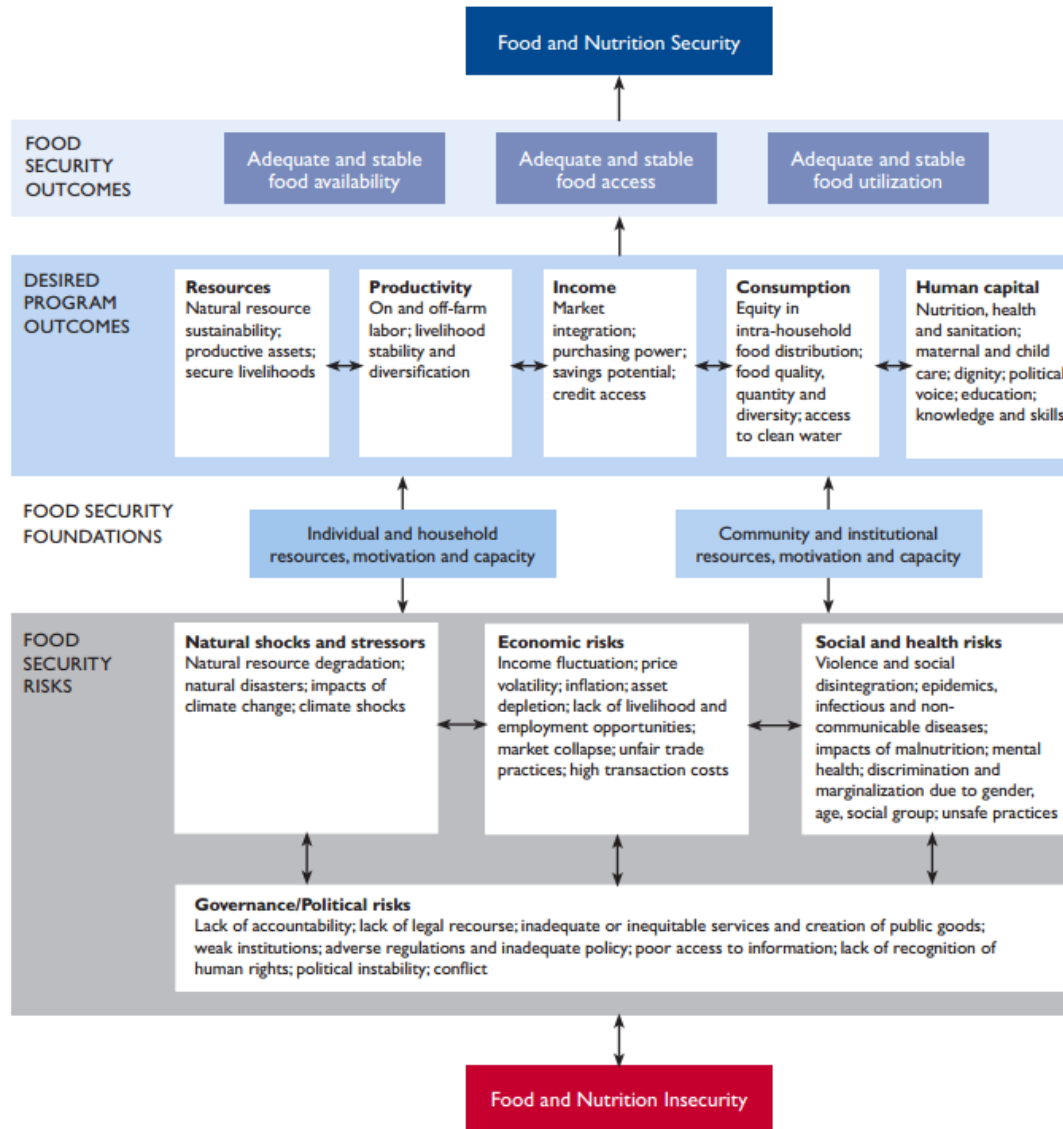 Food and Nutrition Security
FOOD
SECURITY
OUTCOMES
Adequate and stable
food availability
Adequate and stable
food access
Adequate and stable
food utilization
DESIRED
PROGRAM
OUTCOMES
Resources
Natural resource
sustainability;
productive assets;
secure livelihoods
Productivity
On and off-farm
labor; livelihood
stability and
diversification
Income
Market
integration;
purchasing power;
savings potential;
credit access
Consumption
Equity in
intra-household
food distribution;
food quality,
quantity and
diversity; access
to clean water
Human capital
Nutrition, health
and sanitation;
maternal and child
care; dignity; political
voice; education;
knowledge and skills
FOOD SECURITY
FOUNDATIONS
Individual and household
resources, motivation and capacity
Community and institutional
resources, motivation and capacity
FOOD
SECURITY
RISKS
Natural shocks and stressors
Natural resource degradation;
natural disasters; impacts of
climate change; climate shocks
Economic risks
Income fluctuation; price
volatility; inflation; asset
depletion; lack of livelihood and
employment opportunities;
market collapse; unfair trade
practices; high transaction costs
Social and health risks
Violence and social
disintegration; epidemics,
infectious and non-
communicable diseases;
impacts of malnutrition; mental
health; discrimination and
marginalization due to gender,
age, social group; unsafe practices
Governance/Political risks
Lack of accountability; lack of legal recourse; inadequate or inequitable services and creation of public goods;
weak institutions; adverse regulations and inadequate policy; poor access to information; lack of recognition of
human rights; political instability; conflict
Food and Nutrition Insecurity